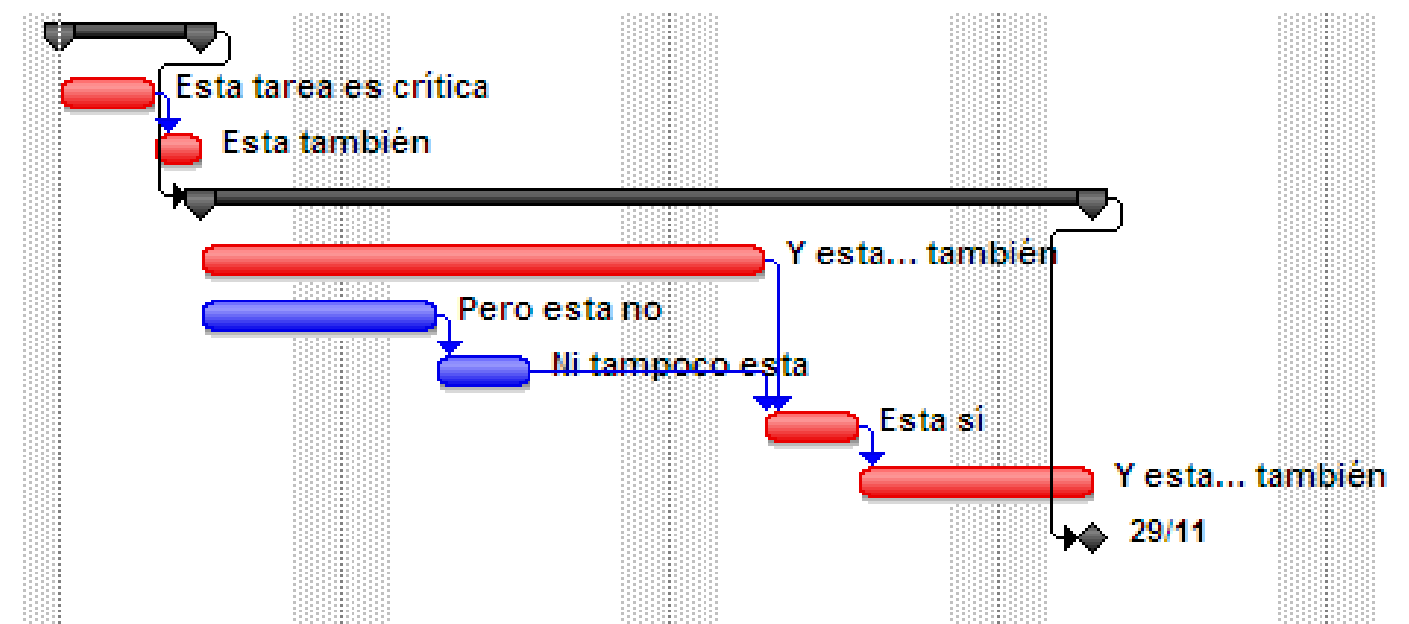 Esta tarea es crítica
Esta también
Y esta... también
Pero esta no
Ni tampoco esta
Esta sí
Y esta... también
29/11